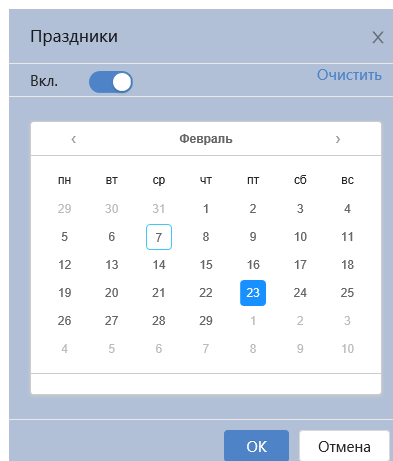 Праздники
Вкл. Очистить
‹ Февраль ›
пн вт ср чт пт сб вс
29 30 31 1 2 3 4
5 6 7 8 9 10 11
12 13 14 15 16 17 18
19 20 21 22 23 24 25
26 27 28 29 1 2 3
4 5 6 7 8 9 10
OK Отмена